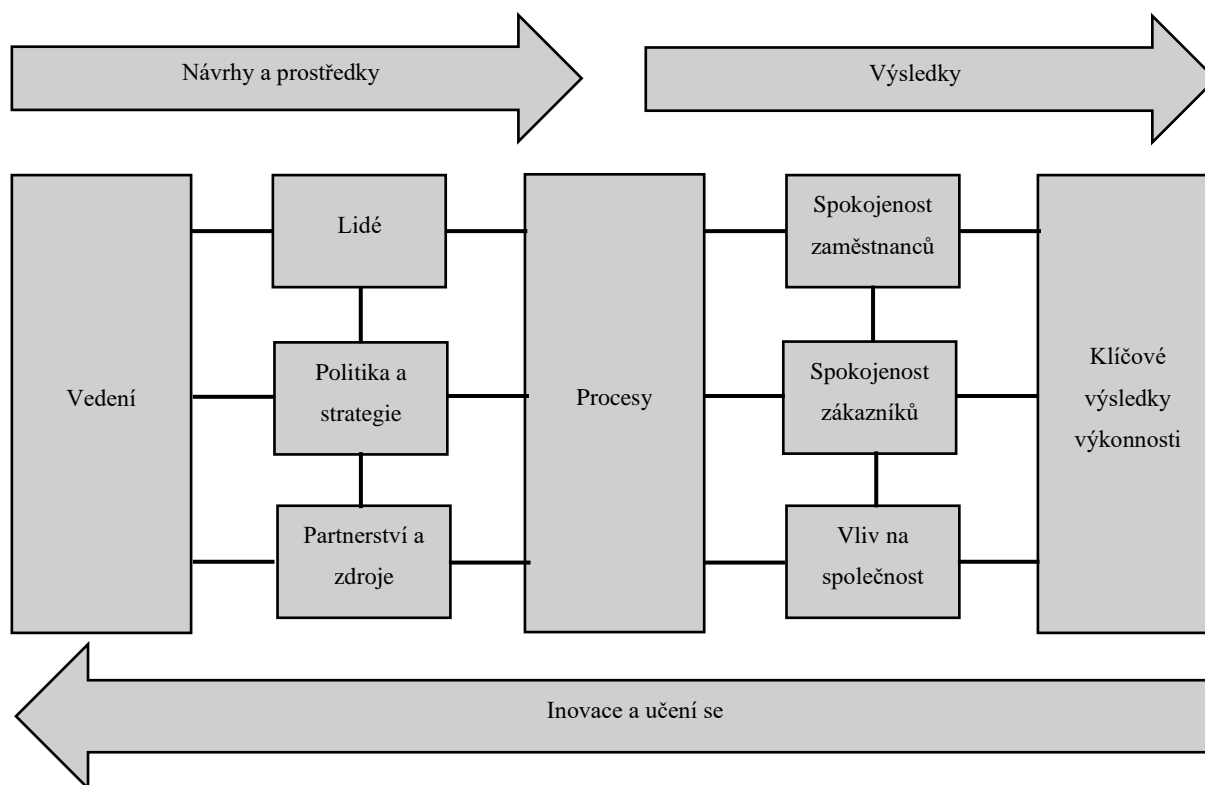 Návrhy a prostředky
Výsledky
Vedení
Lidé
Politika a
strategie
Partnerství a
zdroje
Procesy
Spokojenost
zaměstnanců
Spokojenost
zákazníků
Vliv na
společnost
Klíčové
výsledky
výkonnosti
Inovace a učení se